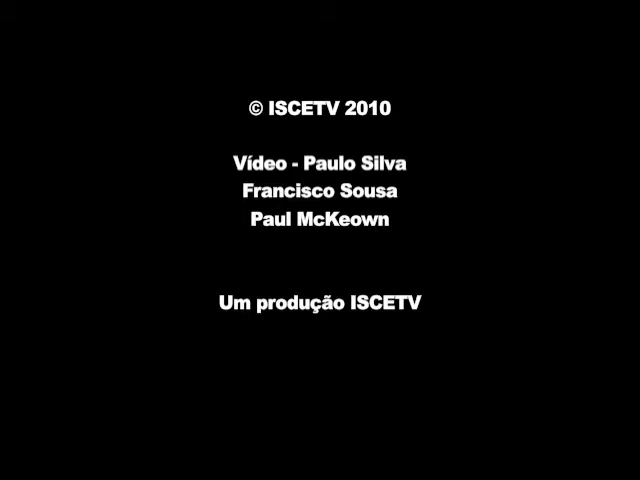 © ISCETV 2010
Vídeo - Paulo Silva
Francisco Sousa
Paul McKeown
Um produção ISCETV